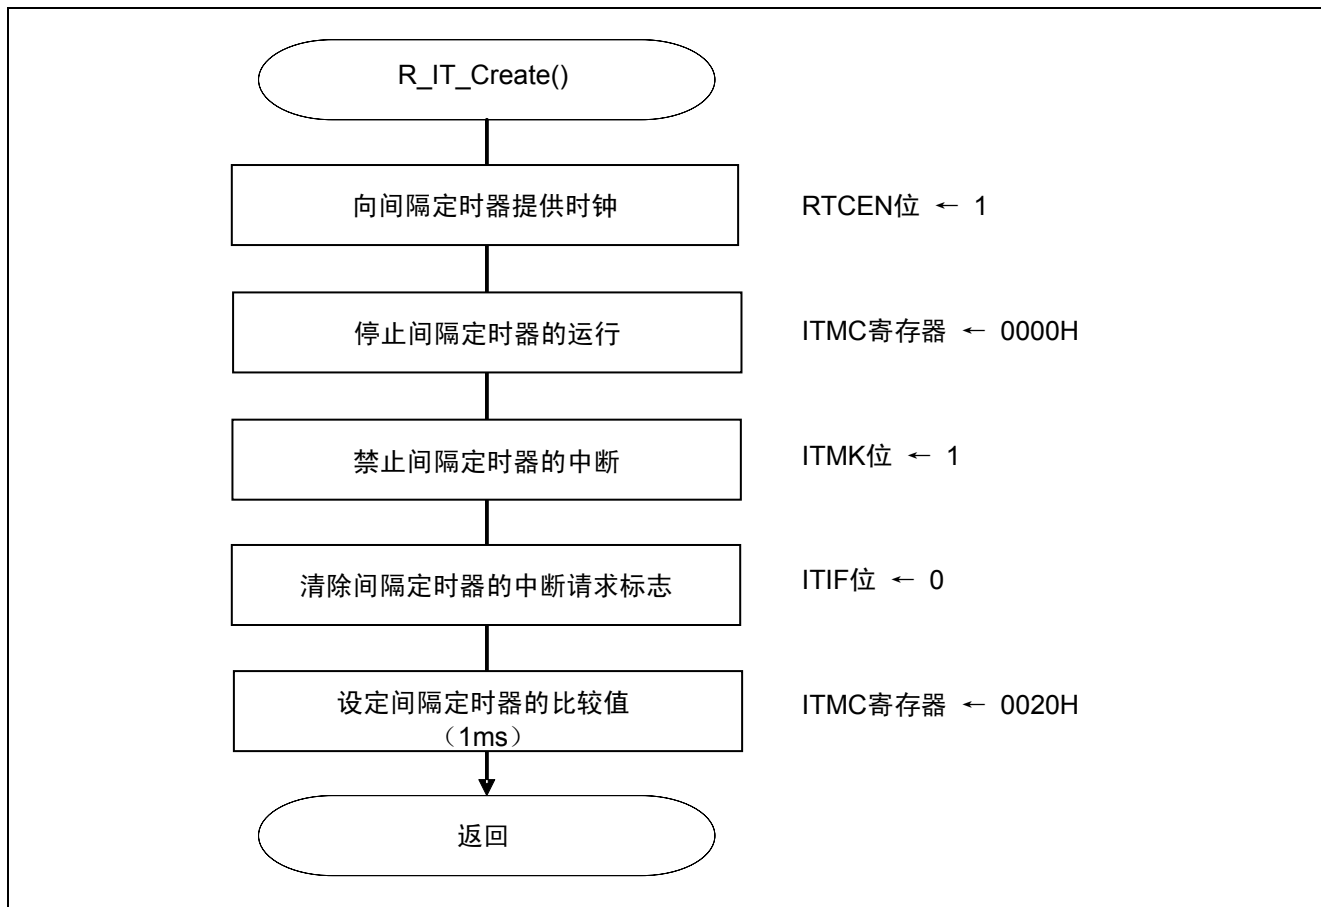 R_IT_Create()
向间隔定时器提供时钟
RTCEN位 ← 1
停止间隔定时器的运行
ITMC寄存器 ← 0000H
禁止间隔定时器的中断
ITMK位 ← 1
清除间隔定时器的中断请求标志
ITIF位 ← 0
设定间隔定时器的比较值
（1ms）
ITMC寄存器 ← 0020H
返回